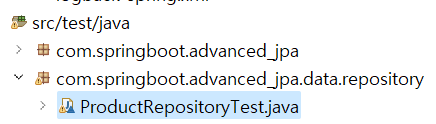 src/test/java
com.springboot.advanced_jpa
com.springboot.advanced_jpa.data.repository
ProductRepositoryTest.java